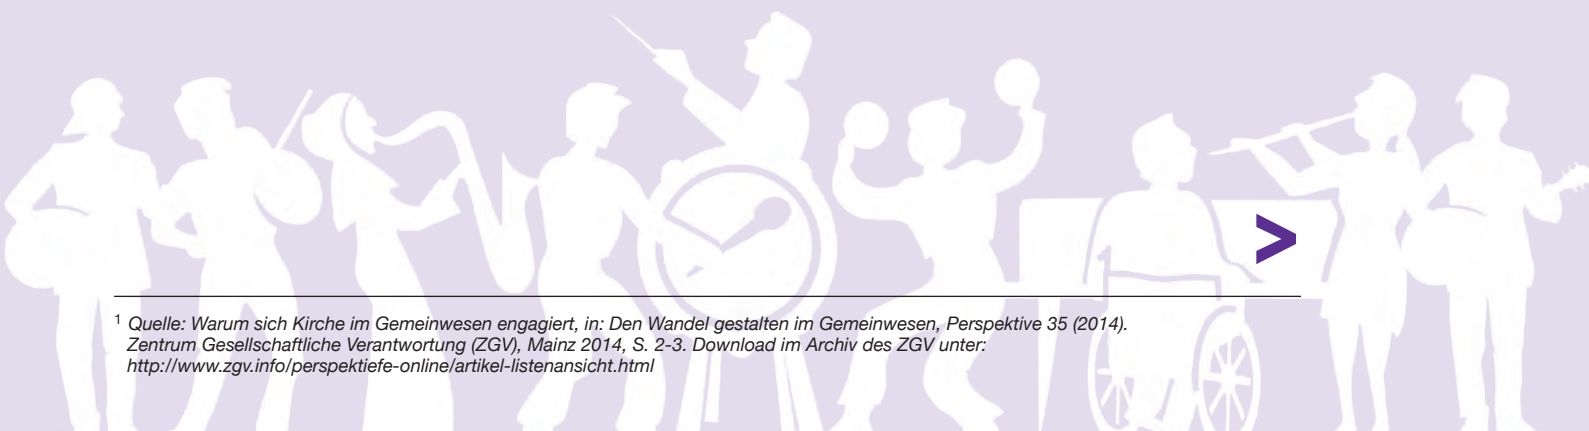 >
¹ Quelle: Warum sich Kirche im Gemeinwesen engagiert, in: Den Wandel gestalten im Gemeinwesen, Perspektive 35 (2014).
Zentrum Gesellschaftliche Verantwortung (ZGV), Mainz 2014, S. 2-3. Download im Archiv des ZGV unter:
http://www.zgv.info/perspektiefe-online/artikel-listenansicht.html